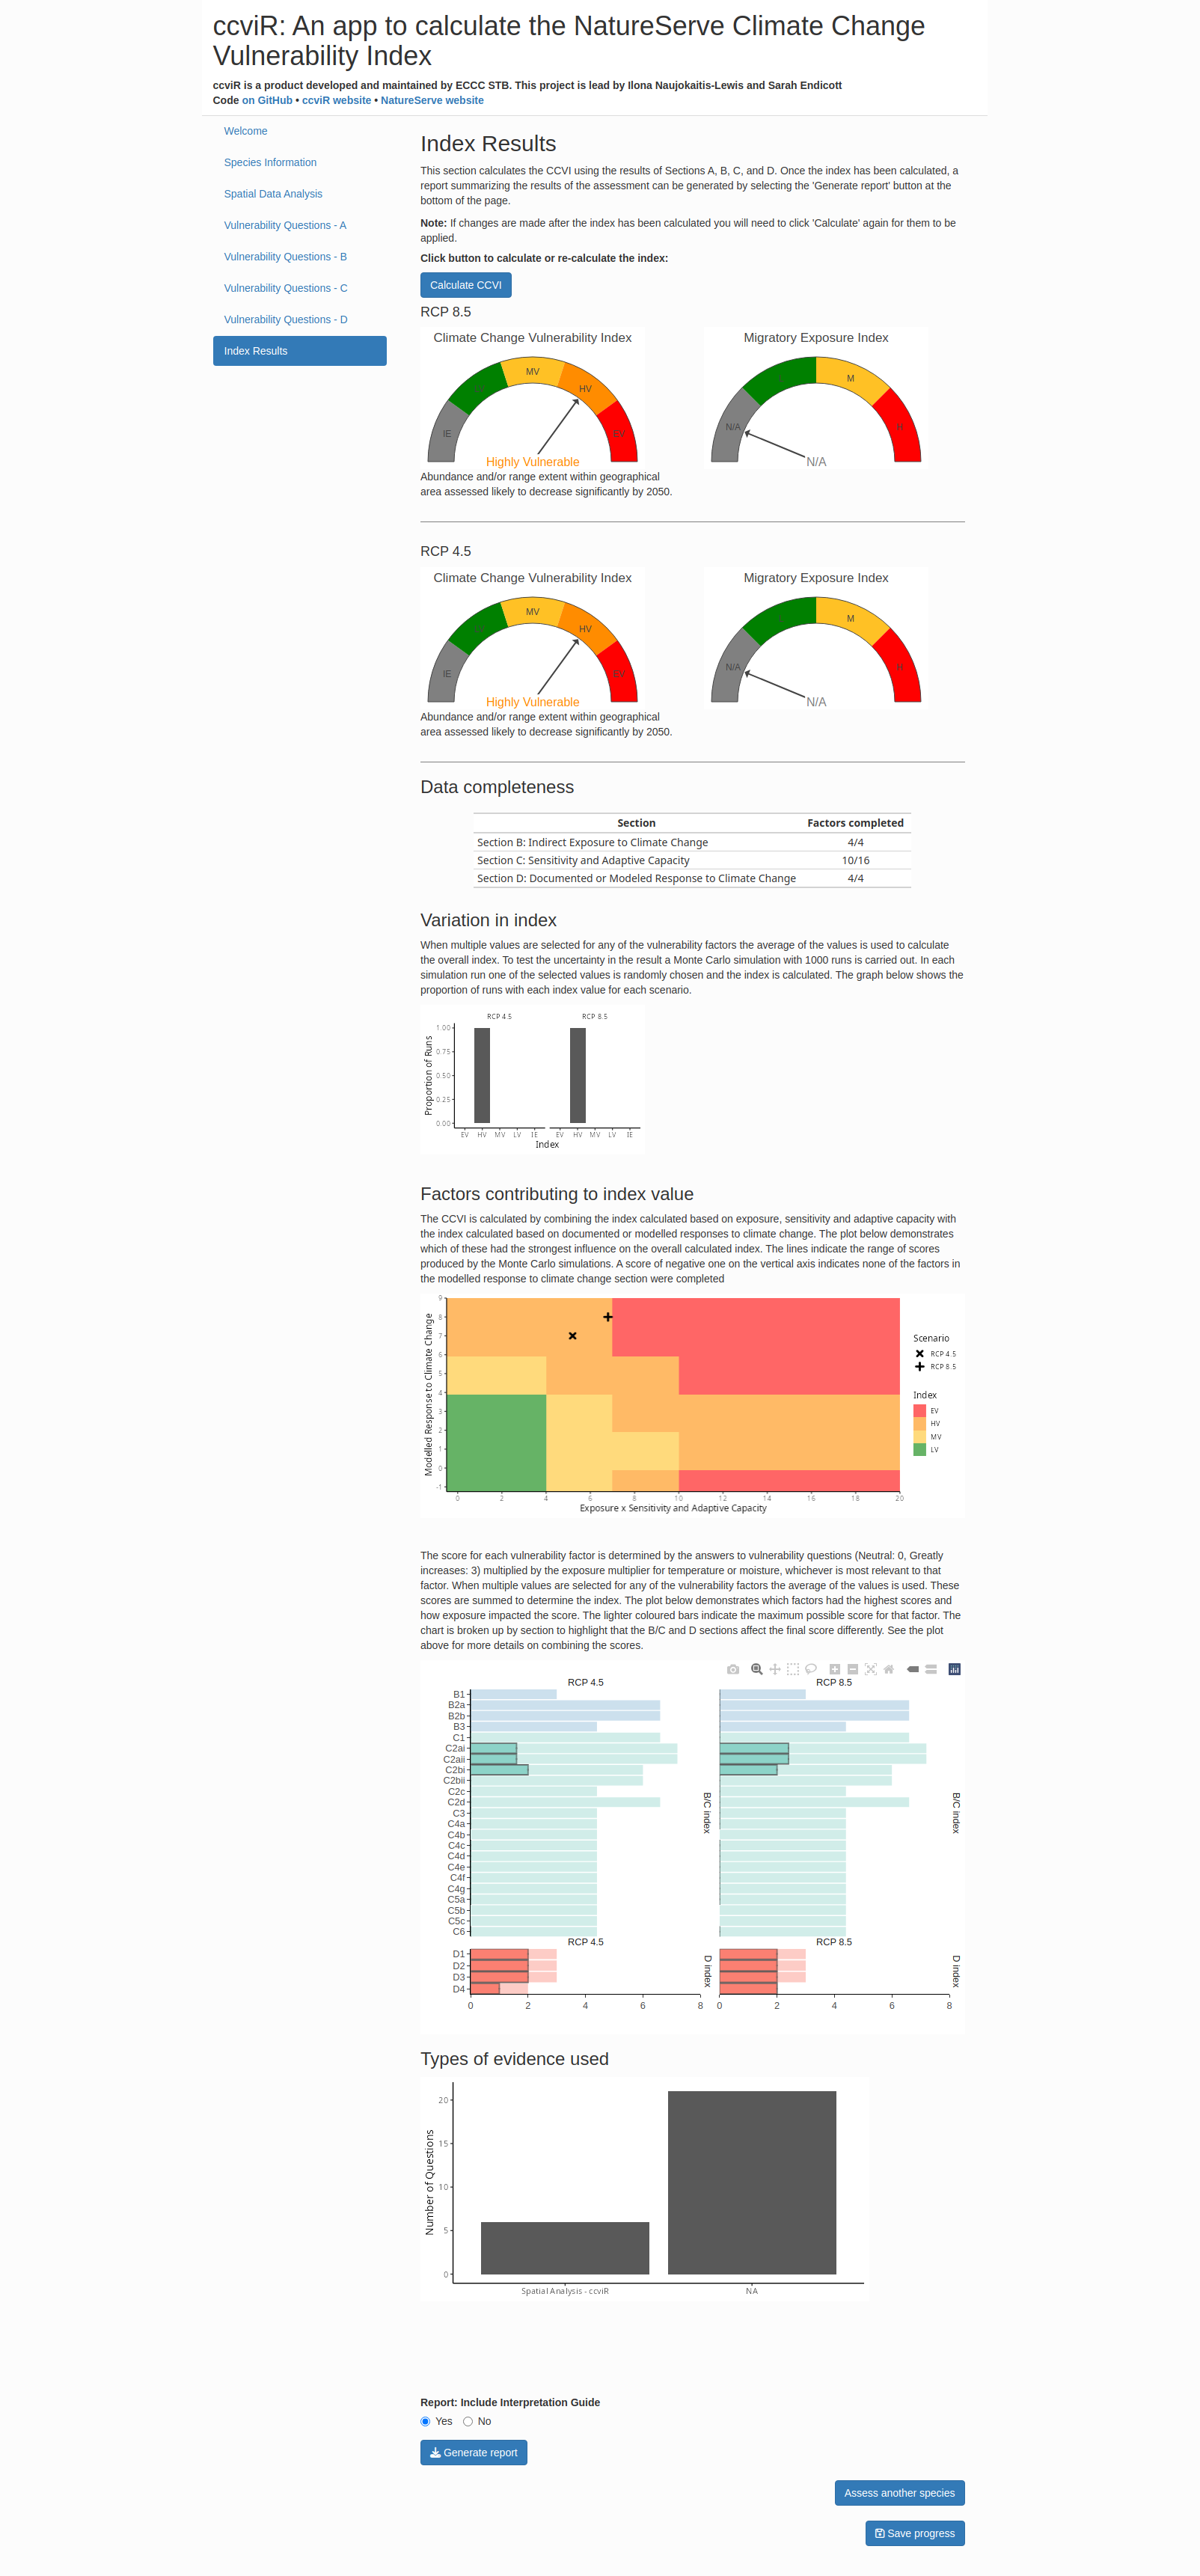 ccviR: An app to calculate the NatureServe Climate Change
Vulnerability Index
ccviR is a product developed and maintained by ECCC STB. This project is lead by Ilona Naujokaitis-Lewis and Sarah Endicott
Code on GitHub • ccviR website • NatureServe website
Welcome
Species Information
Spatial Data Analysis
Vulnerability Questions - A
Vulnerability Questions - B
Vulnerability Questions - C
Vulnerability Questions - D
Index Results
Index Results
This section calculates the CCVI using the results of Sections A, B, C, and D. Once the index has been calculated, a
report summarizing the results of the assessment can be generated by selecting the 'Generate report' button at the
bottom of the page.
Note: If changes are made after the index has been calculated you will need to click 'Calculate' again for them to be
applied.
Click button to calculate or re-calculate the index:
Calculate CCVI
RCP 8.5
Climate Change Vulnerability Index
IE
MV
HV
EV
Highly Vulnerable
Migratory Exposure Index
N/A
M
H
N/A
Abundance and/or range extent within geographical
area assessed likely to decrease significantly by 2050.
RCP 4.5
Climate Change Vulnerability Index
IE
MV
HV
EV
Highly Vulnerable
Migratory Exposure Index
N/A
M
H
N/A
Abundance and/or range extent within geographical
area assessed likely to decrease significantly by 2050.
Data completeness
Section Factors completed
Section B: Indirect Exposure to Climate Change 4/4
Section C: Sensitivity and Adaptive Capacity 10/16
Section D: Documented or Modeled Response to Climate Change 4/4
Variation in index
When multiple values are selected for any of the vulnerability factors the average of the values is used to calculate
the overall index. To test the uncertainty in the result a Monte Carlo simulation with 1000 runs is carried out. In each
simulation run one of the selected values is randomly chosen and the index is calculated. The graph below shows the
proportion of runs with each index value for each scenario.
RCP 4.5 RCP 8.5
Proportion of Runs
1.00
0.75
0.50
0.25
0.00
EV HV MV LV IE EV HV MV LV IE
Index
Factors contributing to index value
The CCVI is calculated by combining the index calculated based on exposure, sensitivity and adaptive capacity with
the index calculated based on documented or modelled responses to climate change. The plot below demonstrates
which of these had the strongest influence on the overall calculated index. The lines indicate the range of scores
produced by the Monte Carlo simulations. A score of negative one on the vertical axis indicates none of the factors in
the modelled response to climate change section were completed
Modelled Response to Climate Change
9
8
7
6
5
4
3
2
1
0
-1
0 2 4 6 8 10 12 14 16 18 20
Exposure x Sensitivity and Adaptive Capacity
Scenario
RCP 4.5
RCP 8.5
Index
EV
HV
MV
LV
The score for each vulnerability factor is determined by the answers to vulnerability questions (Neutral: 0, Greatly
increases: 3) multiplied by the exposure multiplier for temperature or moisture, whichever is most relevant to that
factor. When multiple values are selected for any of the vulnerability factors the average of the values is used. These
scores are summed to determine the index. The plot below demonstrates which factors had the highest scores and
how exposure impacted the score. The lighter coloured bars indicate the maximum possible score for that factor. The
chart is broken up by section to highlight that the B/C and D sections affect the final score differently. See the plot
above for more details on combining the scores.
RCP 4.5 RCP 8.5
B1
B2a
B2b
B3
C1
C2ai
C2aii
C2bi
C2bii
C2c
C2d
C3
C4a
C4b
C4c
C4d
C4e
C4f
C4g
C5a
C5b
C5c
C6
B/C index B/C index
RCP 4.5 RCP 8.5
D1
D2
D3
D4
D index D index
0 2 4 6 8 0 2 4 6 8
Types of evidence used
Number of Questions
20
15
10
5
0
Spatial Analysis - ccviR NA
Report: Include Interpretation Guide
Yes No
Generate report
Assess another species
Save progress